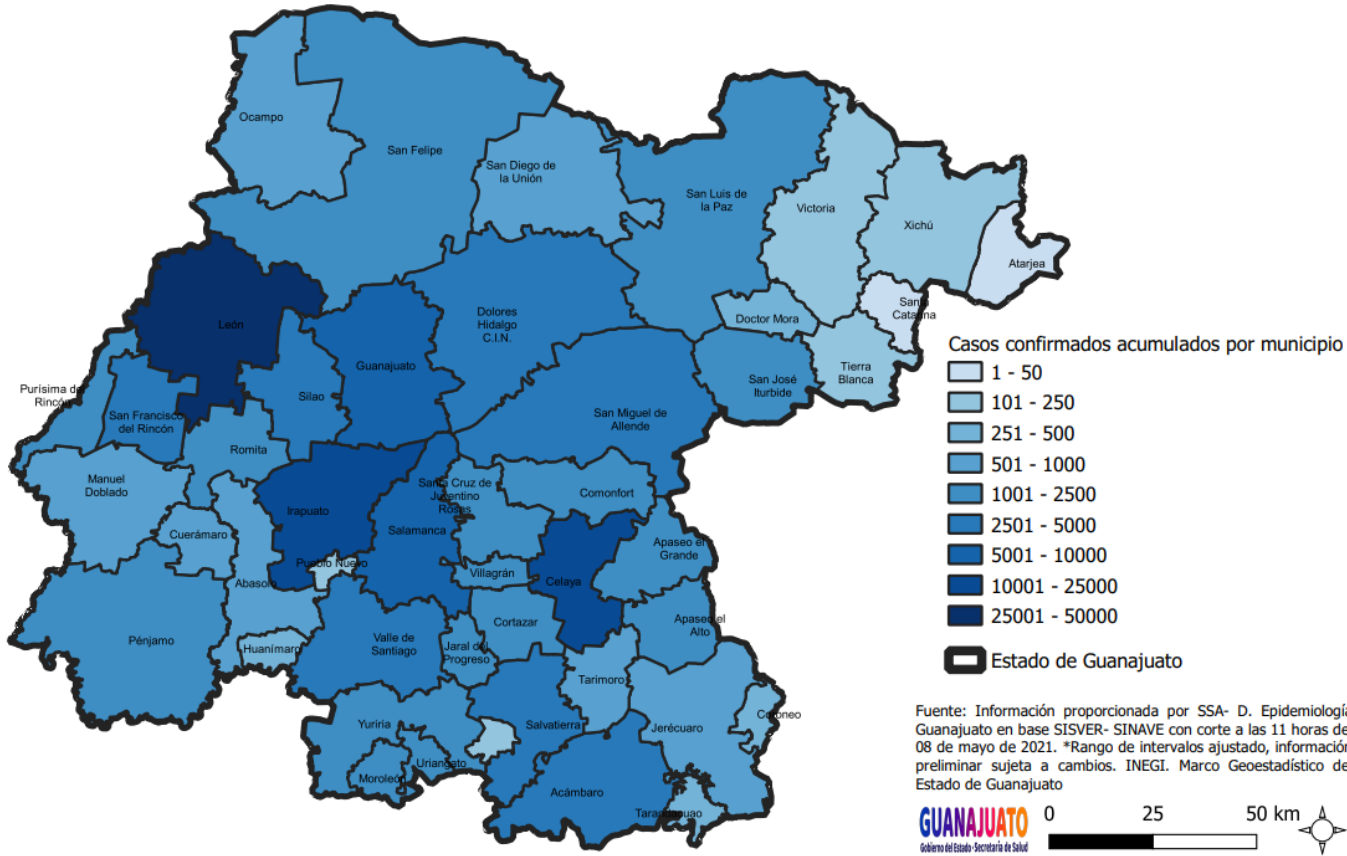 Ocampo
San Felipe
San Diego de
la Unión
San Luis de
la Paz
Victoria
Xichú
Atarjea
León
Dolores
Hidalgo
C.I.N.
Doctor Mora
Santa
Catarina
Guanajuato
Tierra
Blanca
Purísima de
Rincón
San Francisco
del Rincón
Silao
San José
Iturbide
San Miguel de
Allende
Romita
Manuel
Doblado
Santa Cruz de
Juventino
Rosas
Comonfort
Irapuato
Salamanca
Cuerámaro
Apaseo el
Grande
Pueblo Nuevo
Villagrán
Celaya
Abasolo
Pénjamo
Huanímaro
Valle de
Santiago
Cortazar
Jaral del
Progreso
Apaseo el
Alto
Tarimoro
Yuriria
Salvatierra
Jerécuaro
Coroneo
Uriangato
Moroleón
Acámbaro
Tarandacuao
Casos confirmados acumulados por municipio
1 - 50
101 - 250
251 - 500
501 - 1000
1001 - 2500
2501 - 5000
5001 - 10000
10001 - 25000
25001 - 50000
Estado de Guanajuato
Fuente: Información proporcionada por SSA- D. Epidemiología
Guanajuato en base SISVER- SINAVE con corte a las 11 horas de
08 de mayo de 2021. *Rango de intervalos ajustado, información
preliminar sujeta a cambios. INEGI. Marco Geoestadístico de
Estado de Guanajuato
GUANAJUATO
Gobierno del Estado - Secretaría de Salud
0 25 50 km